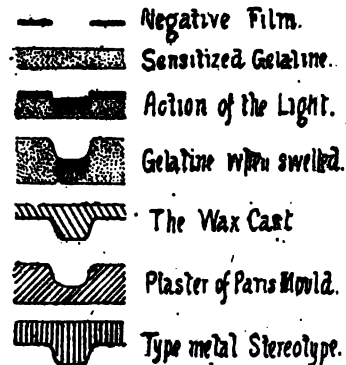 Negative Film.
Sensitized Gelatine.
Action of the Light.
Gelatine when swelled.
The Wax Cast
Plaster of Paris Mould.
Type metal Stereotype.